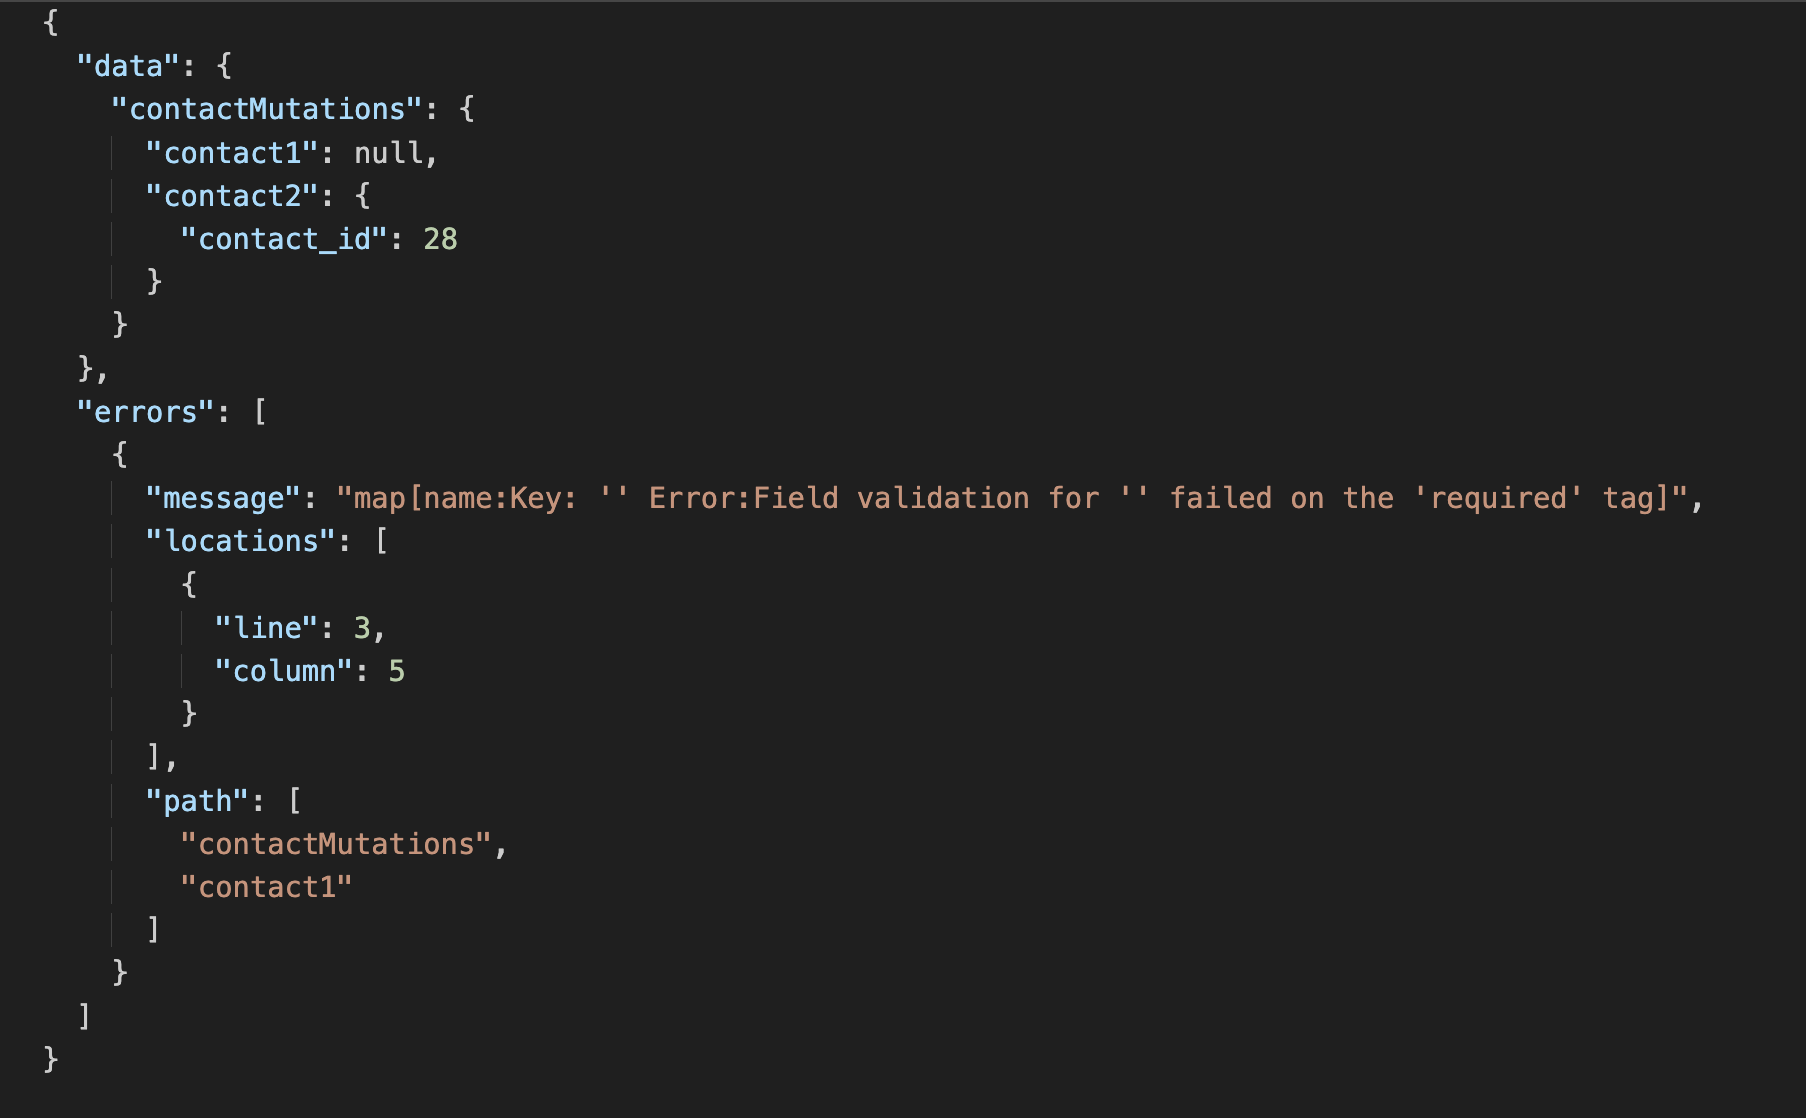 {
  "data": {
    "contactMutations": {
      "contact1": null,
      "contact2": {
        "contact_id": 28
      }
    }
  },
  "errors": [
    {
      "message": "map[name:Key: '' Error:Field validation for '' failed on the 'required' tag]",
      "locations": [
        {
          "line": 3,
          "column": 5
        }
      ],
      "path": [
        "contactMutations",
        "contact1"
      ]
    }
  ]
}